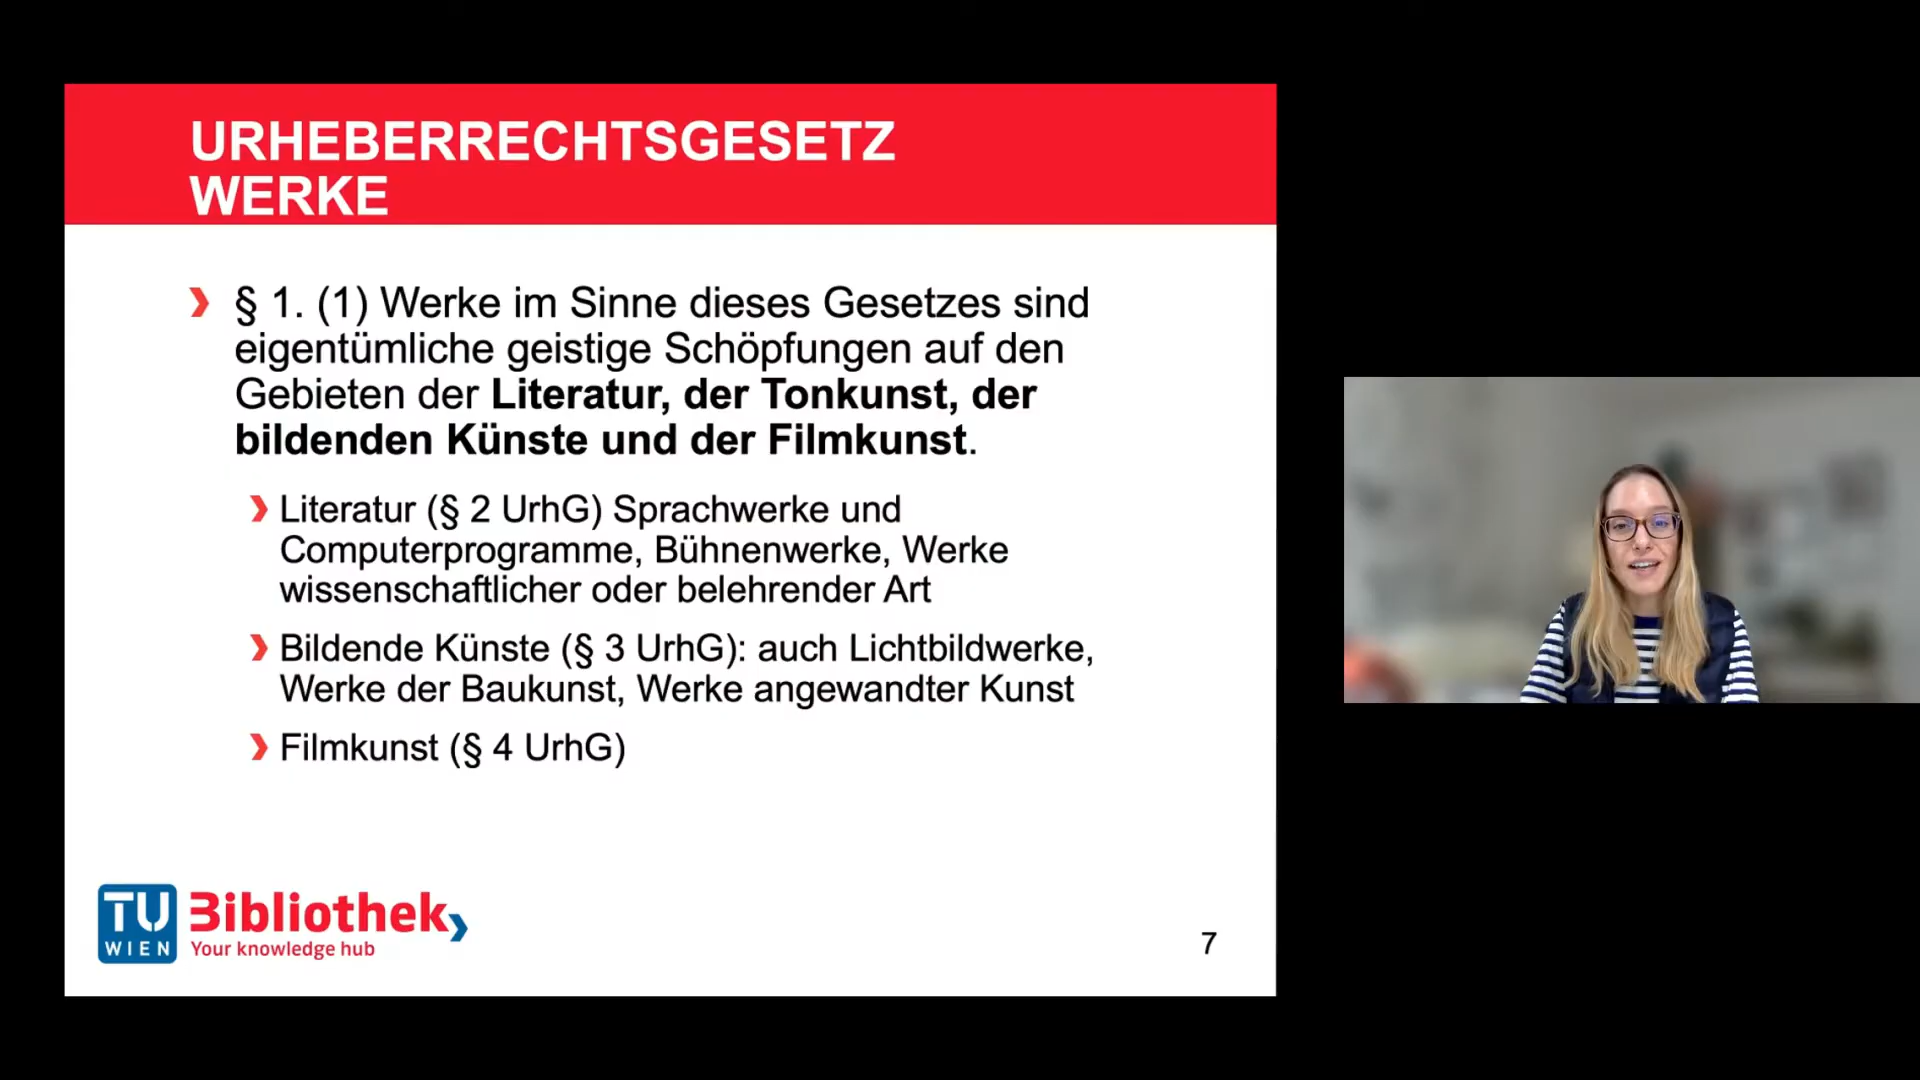 URHEBERRECHTSGESETZ
WERKE
❯ § 1. (1) Werke im Sinne dieses Gesetzes sind
eigentümliche geistige Schöpfungen auf den
Gebieten der Literatur, der Tonkunst, der
bildenden Künste und der Filmkunst.
❯ Literatur (§ 2 UrhG) Sprachwerke und
Computerprogramme, Bühnenwerke, Werke
wissenschaftlicher oder belehrender Art
❯ Bildende Künste (§ 3 UrhG): auch Lichtbildwerke,
Werke der Baukunst, Werke angewandter Kunst
❯ Filmkunst (§ 4 UrhG)
TU
WIEN
Bibliothek
Your knowledge hub
7